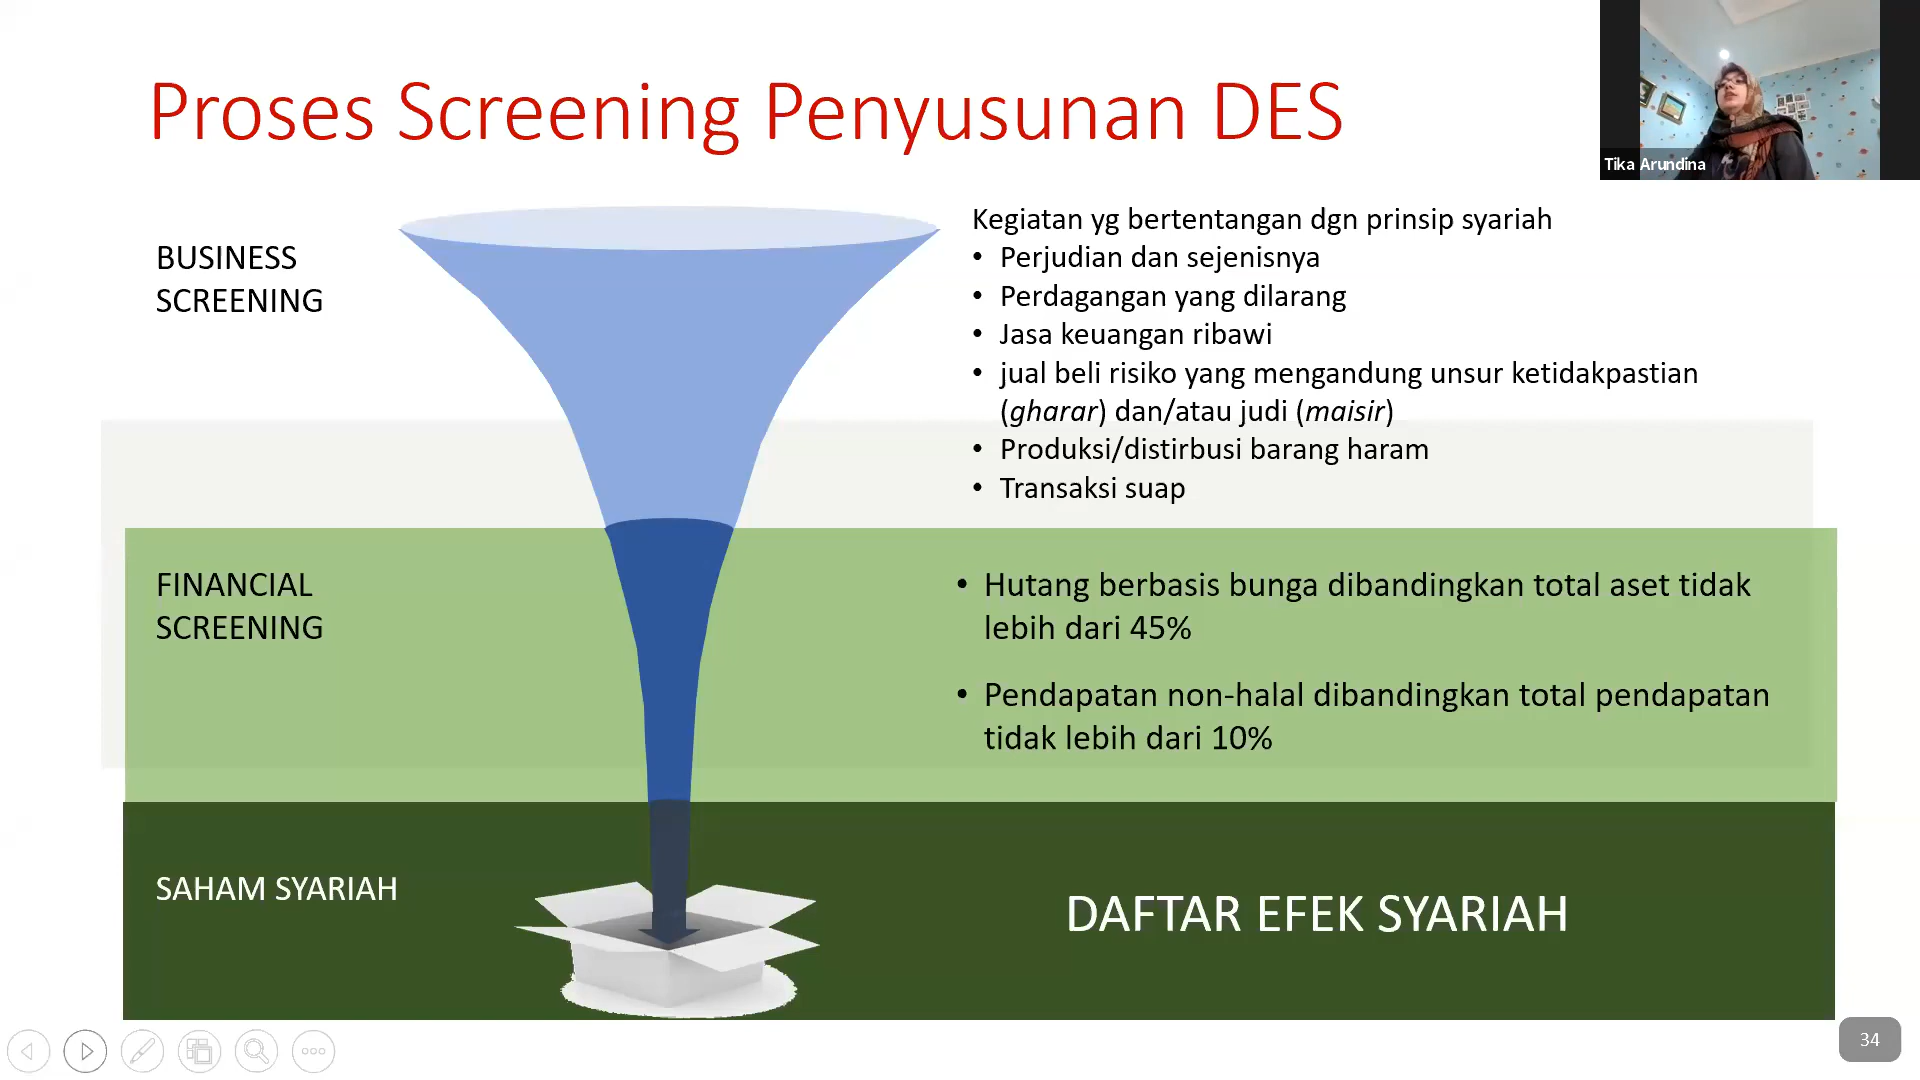 Proses Screening Penyusunan DES
Tika Arundina
BUSINESS
SCREENING
Kegiatan yg bertentangan dgn prinsip syariah
• Perjudian dan sejenisnya
• Perdagangan yang dilarang
• Jasa keuangan ribawi
• jual beli risiko yang mengandung unsur ketidakpastian
(gharar) dan/atau judi (maisir)
• Produksi/distirbusi barang haram
• Transaksi suap
FINANCIAL
SCREENING
• Hutang berbasis bunga dibandingkan total aset tidak
lebih dari 45%
• Pendapatan non-halal dibandingkan total pendapatan
tidak lebih dari 10%
SAHAM SYARIAH
DAFTAR EFEK SYARIAH
34